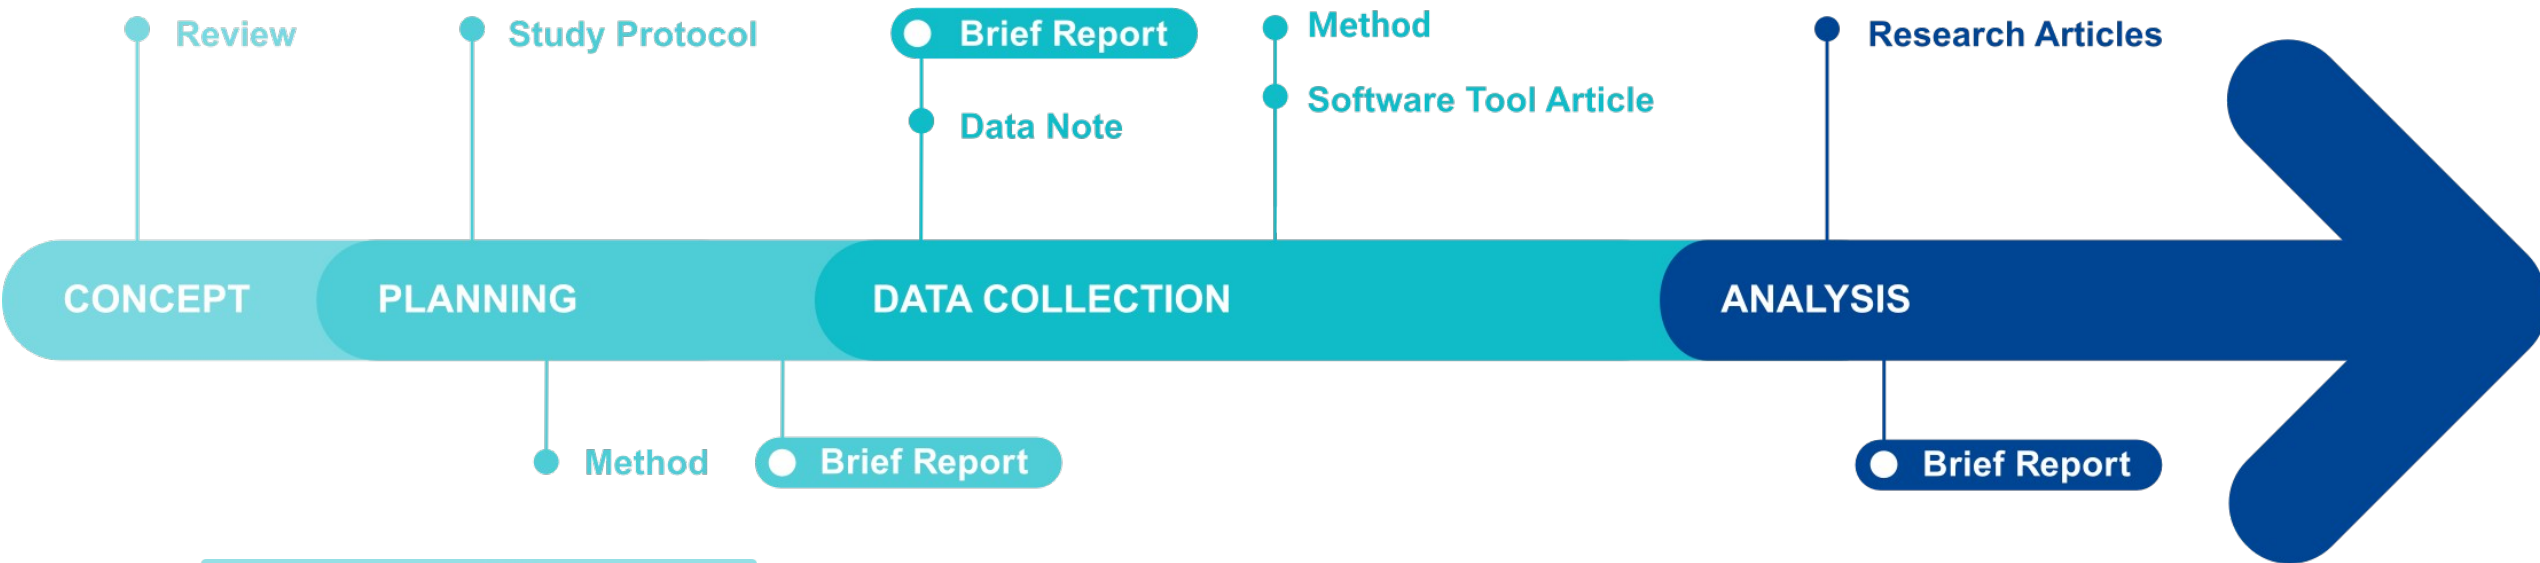 Review
Study Protocol
Brief Report
Data Note
Method
Software Tool Article
Research Articles
CONCEPT
PLANNING
DATA COLLECTION
ANALYSIS
Method
Brief Report
Brief Report